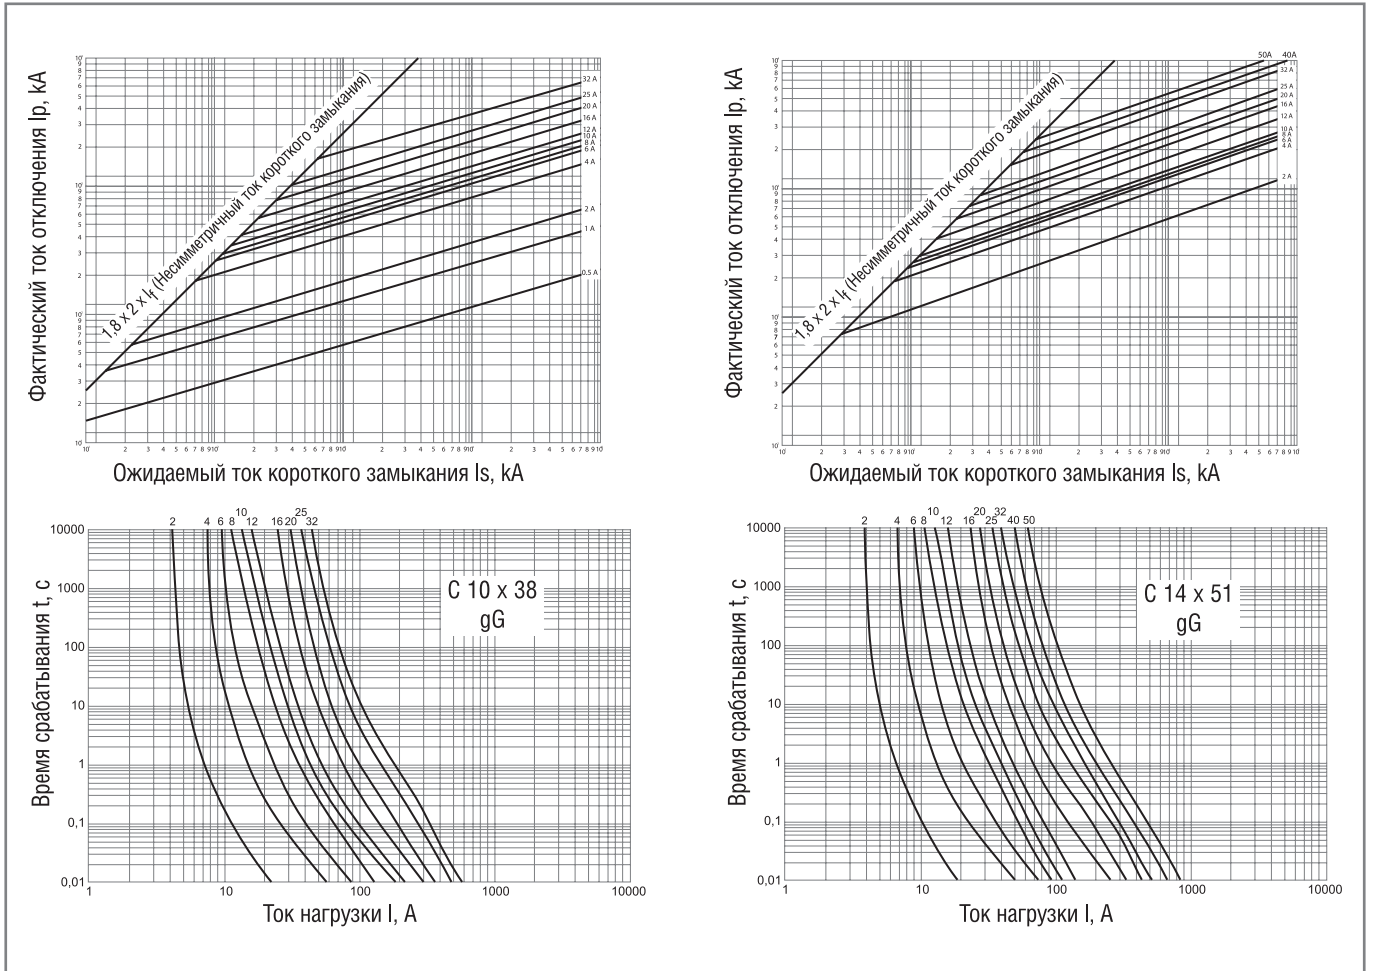 Фактический ток отключения Ip, kA
1,8 x 2 x If (Несимметричный ток короткого замыкания)
32 A
25 A
20 A
16 A
12 A
10 A
8 A
6 A
4 A
2 A
1 A
0.5 A
Ожидаемый ток короткого замыкания Is, kA
Фактический ток отключения Ip, kA
1,8 x 2 x If (Несимметричный ток короткого замыкания)
50A 40A
32 A
25 A
20 A
16 A
12 A
10 A
8 A
6 A
4 A
2 A
Ожидаемый ток короткого замыкания Is, kA
Время срабатывания t, с
2 4 6 8 10 12 16 20 25 32
10000
1000
100
10
1
0,1
0,01
C 10 x 38
gG
1 10 100 1000 10000
Ток нагрузки I, A
Время срабатывания t, с
2 4 6 8 10 12 16 20 25 32 40 50
10000
1000
100
10
1
0,1
0,01
C 14 x 51
gG
1 10 100 1000 10000
Ток нагрузки I, A